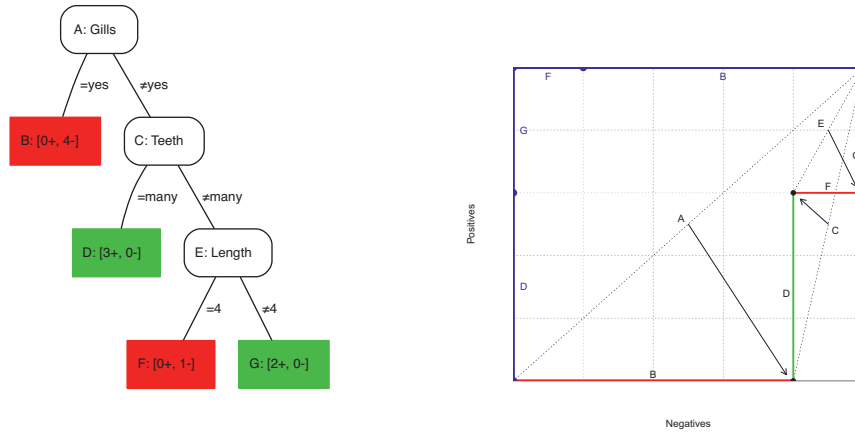 A: Gills
=yes
≠yes
B: [0+, 4-]
C: Teeth
=many
≠many
D: [3+, 0-]
E: Length
=4
≠4
F: [0+, 1-]
G: [2+, 0-]
F
B
G
E
F
A
C
Positives
D
D
B
Negatives